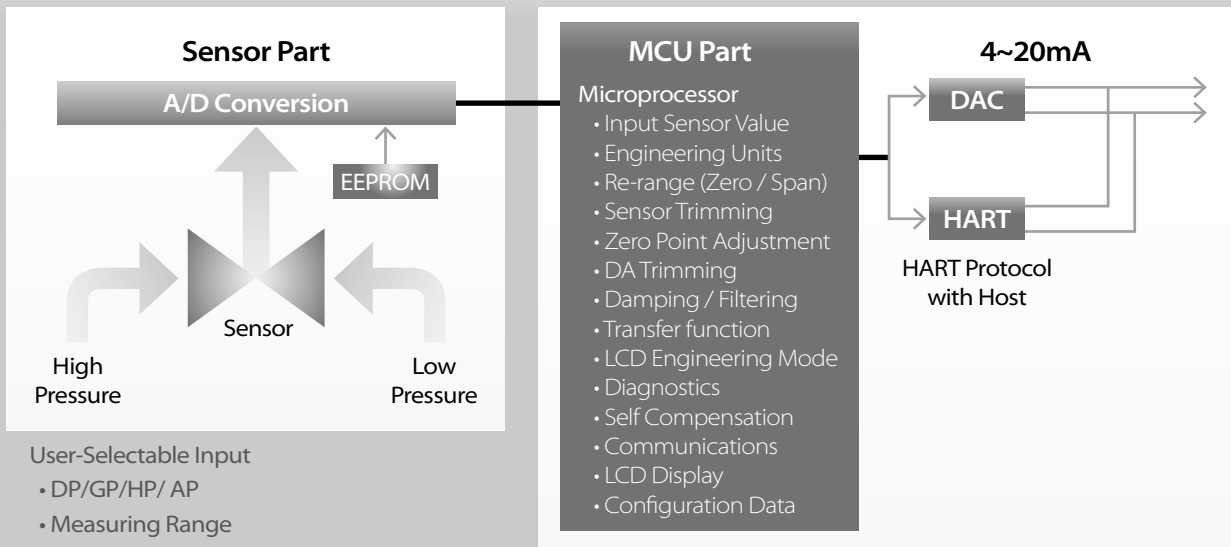 Sensor Part
A/D Conversion
EEPROM
Sensor
High
Pressure
Low
Pressure
User-Selectable Input
• DP/GP/HP/ AP
• Measuring Range
MCU Part
Microprocessor
• Input Sensor Value
• Engineering Units
• Re-range (Zero / Span)
• Sensor Trimming
• Zero Point Adjustment
• DA Trimming
• Damping / Filtering
• Transfer function
• LCD Engineering Mode
• Diagnostics
• Self Compensation
• Communications
• LCD Display
• Configuration Data
4~20mA
DAC
HART
HART Protocol
with Host